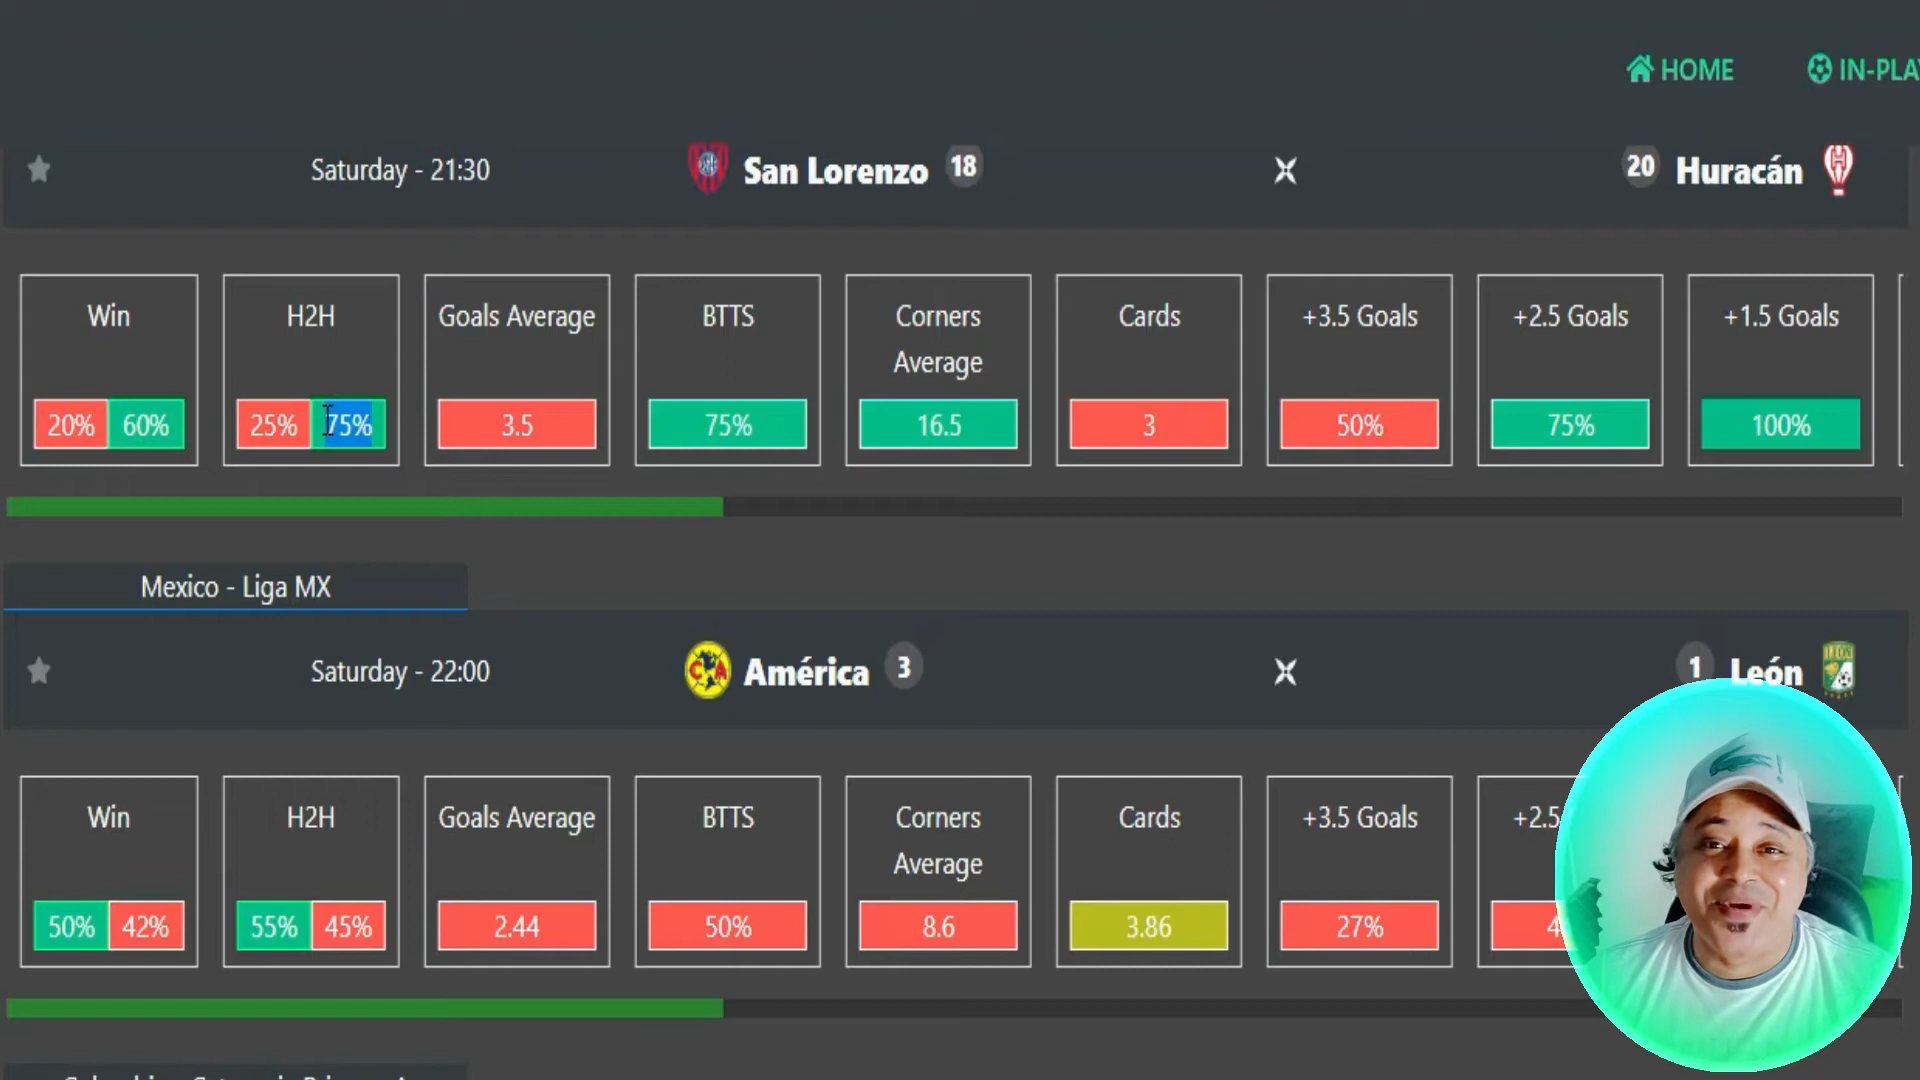 HOME
IN-PLA
Saturday - 21:30
San Lorenzo 18
20 Huracán
Win
H2H
Goals Average
BTTS
Corners
Average
Cards
+3.5 Goals
+2.5 Goals
+1.5 Goals
20% 60%
25% 75%
3.5
75%
16.5
3
50%
75%
100%
Mexico - Liga MX
Saturday - 22:00
CA
América 3
1 León
Win
H2H
Goals Average
BTTS
Corners
Average
Cards
+3.5 Goals
+2.5
50% 42%
55% 45%
2.44
50%
8.6
3.86
27%
4